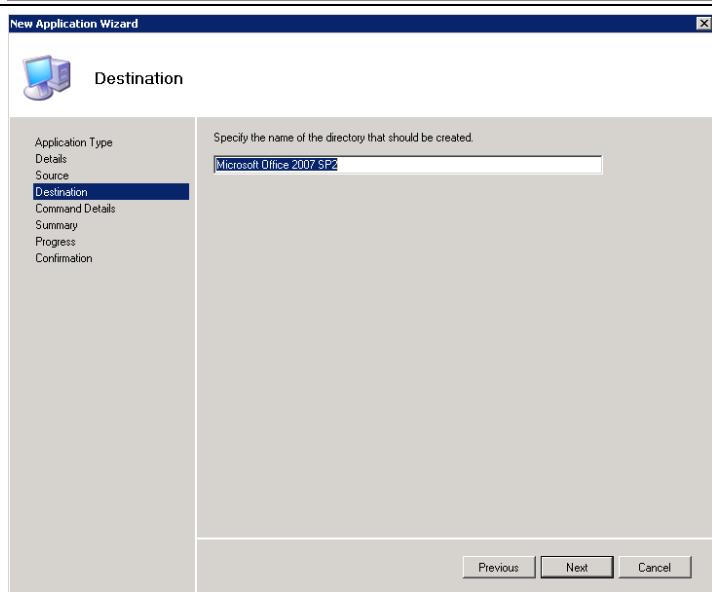 New Application Wizard
Destination
Application Type
Details
Source
Destination
Command Details
Summary
Progress
Confirmation
Specify the name of the directory that should be created.
Microsoft Office 2007 SP2
Previous
Next
Cancel